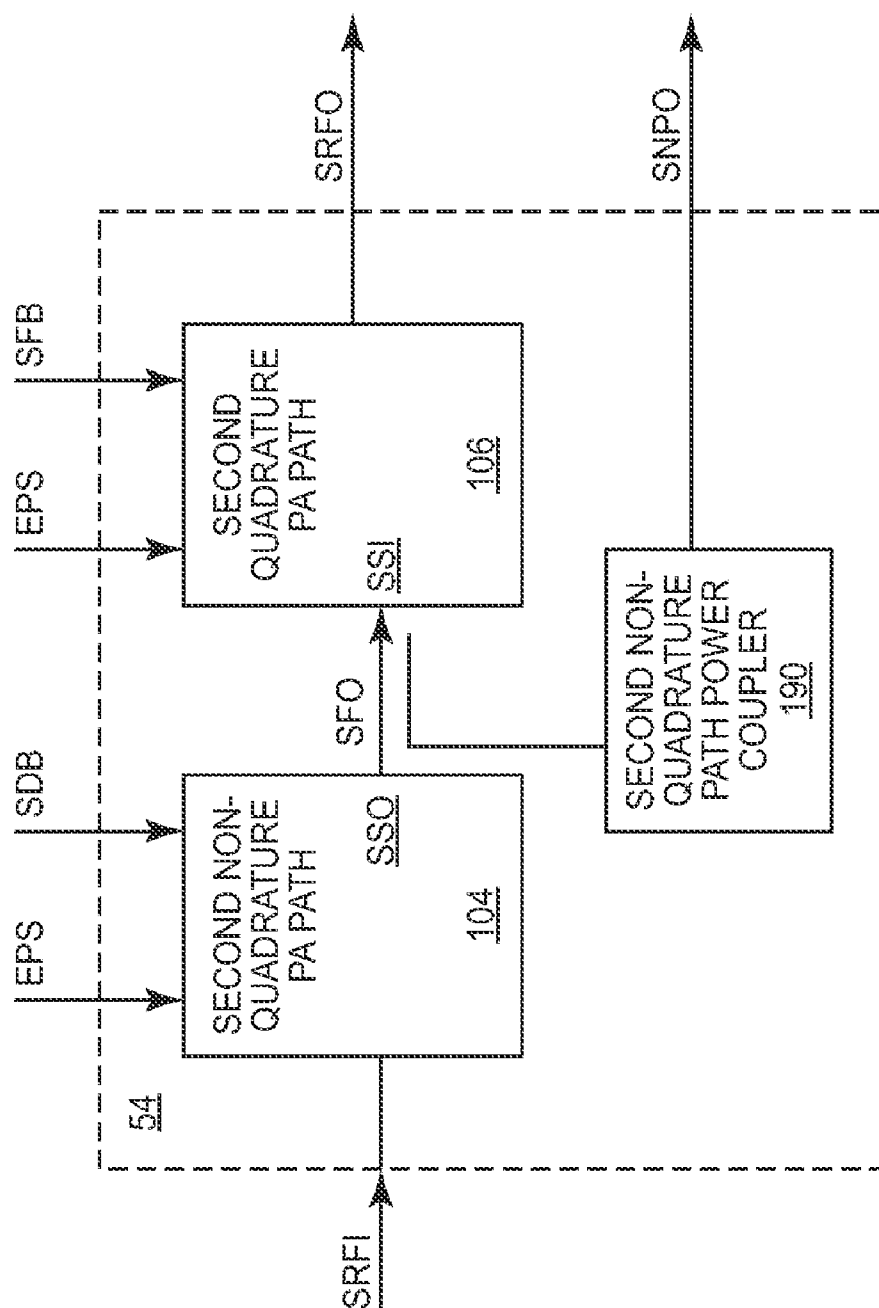 EPS
SDB
EPS
SFB
54
SRFI
SECOND NON-
QUADRATURE
PA PATH
SSO
104
SFO
SECOND
QUADRATURE
PA PATH
SSI
106
SRFO
SECOND NON-
QUADRATURE
PATH POWER
COUPLER
190
SNPO